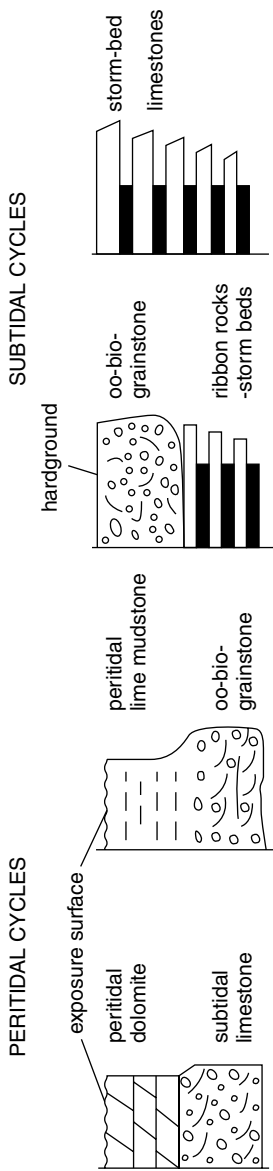 PERITIDAL CYCLES
SUBTIDAL CYCLES
exposure surface
hardground
peritidal
dolomite
subtidal
limestone
peritidal
lime mudstone
oo-bio-
grainstone
oo-bio-
grainstone
ribbon rocks
-storm beds
storm-bed
limestones